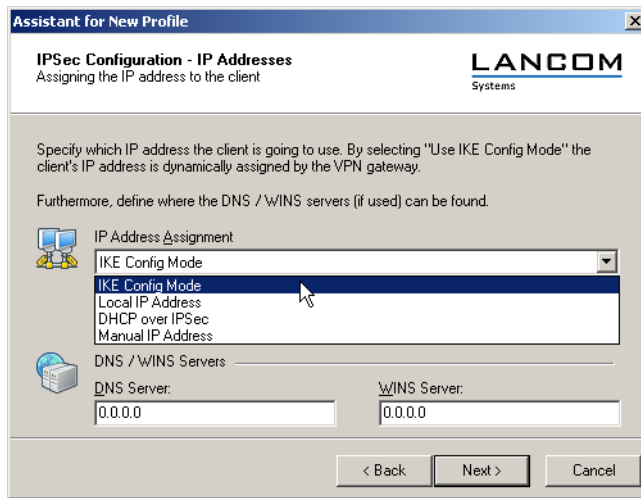 Assistant for New Profile
IPSec Configuration - IP Addresses
Assigning the IP address to the client
LANCOM
Systems
Specify which IP address the client is going to use. By selecting "Use IKE Config Mode" the
client's IP address is dynamically assigned by the VPN gateway.
Furthermore, define where the DNS / WINS servers (if used) can be found.
IP Address Assignment
IKE Config Mode
IKE Config Mode
Local IP Address
DHCP over IPSec
Manual IP Address
DNS / WINS Servers
DNS Server: WINS Server:
0.0.0.0 0.0.0.0
< Back Next > Cancel